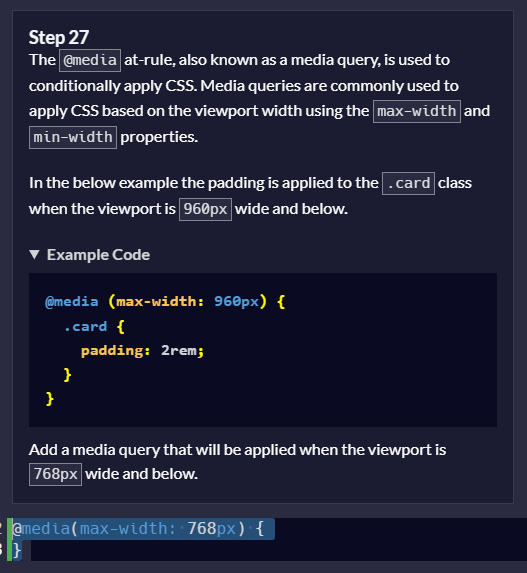 Step 27
The @media at-rule, also known as a media query, is used to
conditionally apply CSS. Media queries are commonly used to
apply CSS based on the viewport width using the max-width and
min-width properties.
In the below example the padding is applied to the .card class
when the viewport is 960px wide and below.
▼ Example Code
@media (max-width: 960px) {
  .card {
    padding: 2rem;
  }
}
Add a media query that will be applied when the viewport is
768px wide and below.
2 @media(max-width: 768px) {
3 }